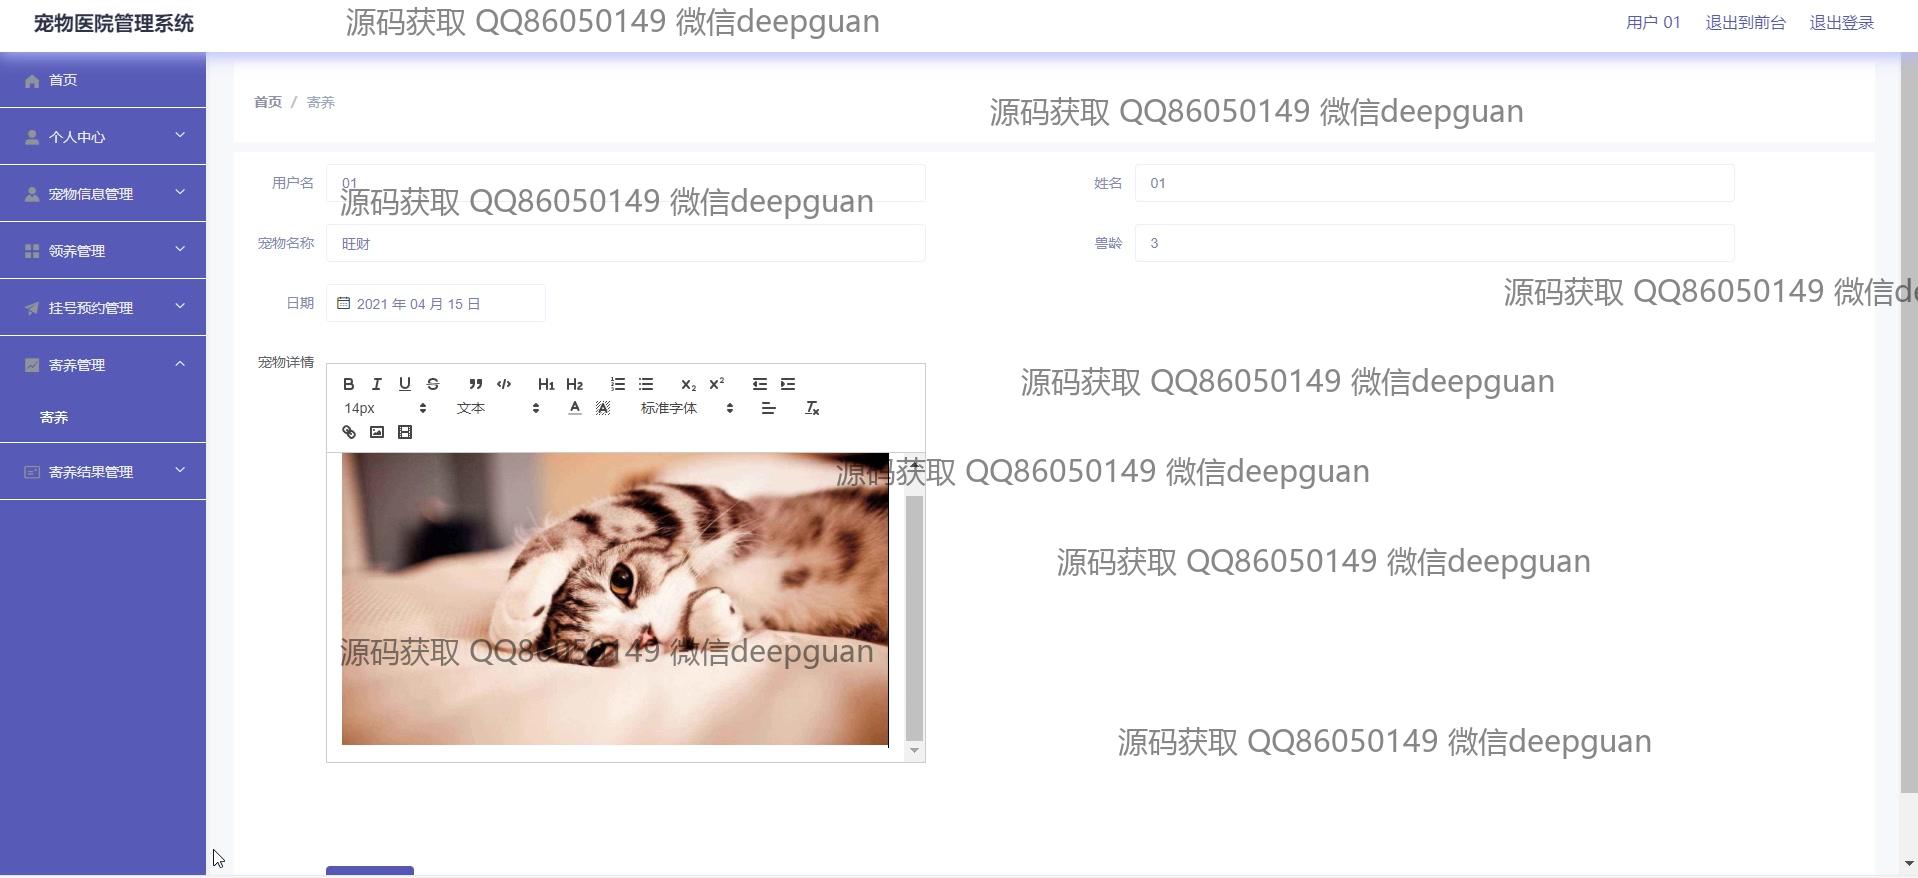 宠物医院管理系统
源码获取 QQ86050149 微信deepguan
用户 01
退出到前台
退出登录
首页
个人中心
宠物信息管理
领养管理
挂号预约管理
寄养管理
寄养
寄养结果管理
首页 / 寄养
源码获取 QQ86050149 微信deepguan
用户名 01
姓名 01
源码获取 QQ86050149 微信deepguan
宠物名称 旺财
兽龄 3
日期 2021 年 04 月 15 日
源码获取 QQ86050149 微信de
宠物详情
源码获取 QQ86050149 微信deepguan
B I U S H1 H2 X2 X2
14px 文本 A A 标准字体 Tx
源码获取 QQ86050149 微信deepguan
源码获取 QQ86050149 微信deepguan
源码获取 QQ86050149 微信deepguan
源码获取 QQ86050149 微信deepguan